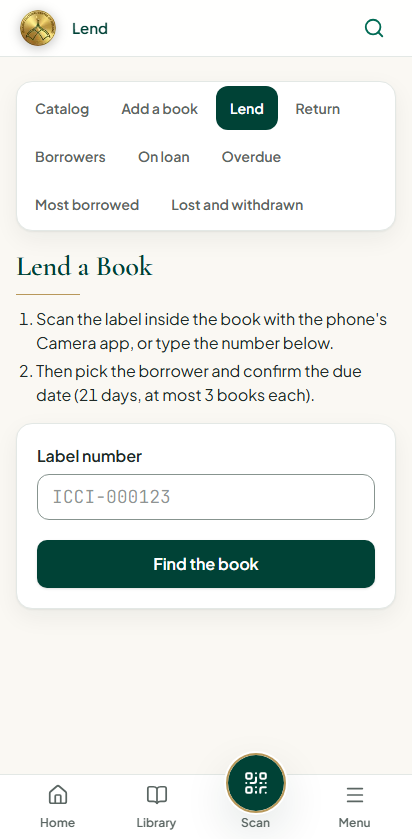 Lend
Catalog
Add a book
Lend
Return
Borrowers
On loan
Overdue
Most borrowed
Lost and withdrawn
Lend a Book
1. Scan the label inside the book with the phone's
Camera app, or type the number below.
2. Then pick the borrower and confirm the due
date (21 days, at most 3 books each).
Label number
ICCI-000123
Find the book
Home
Library
Scan
Menu